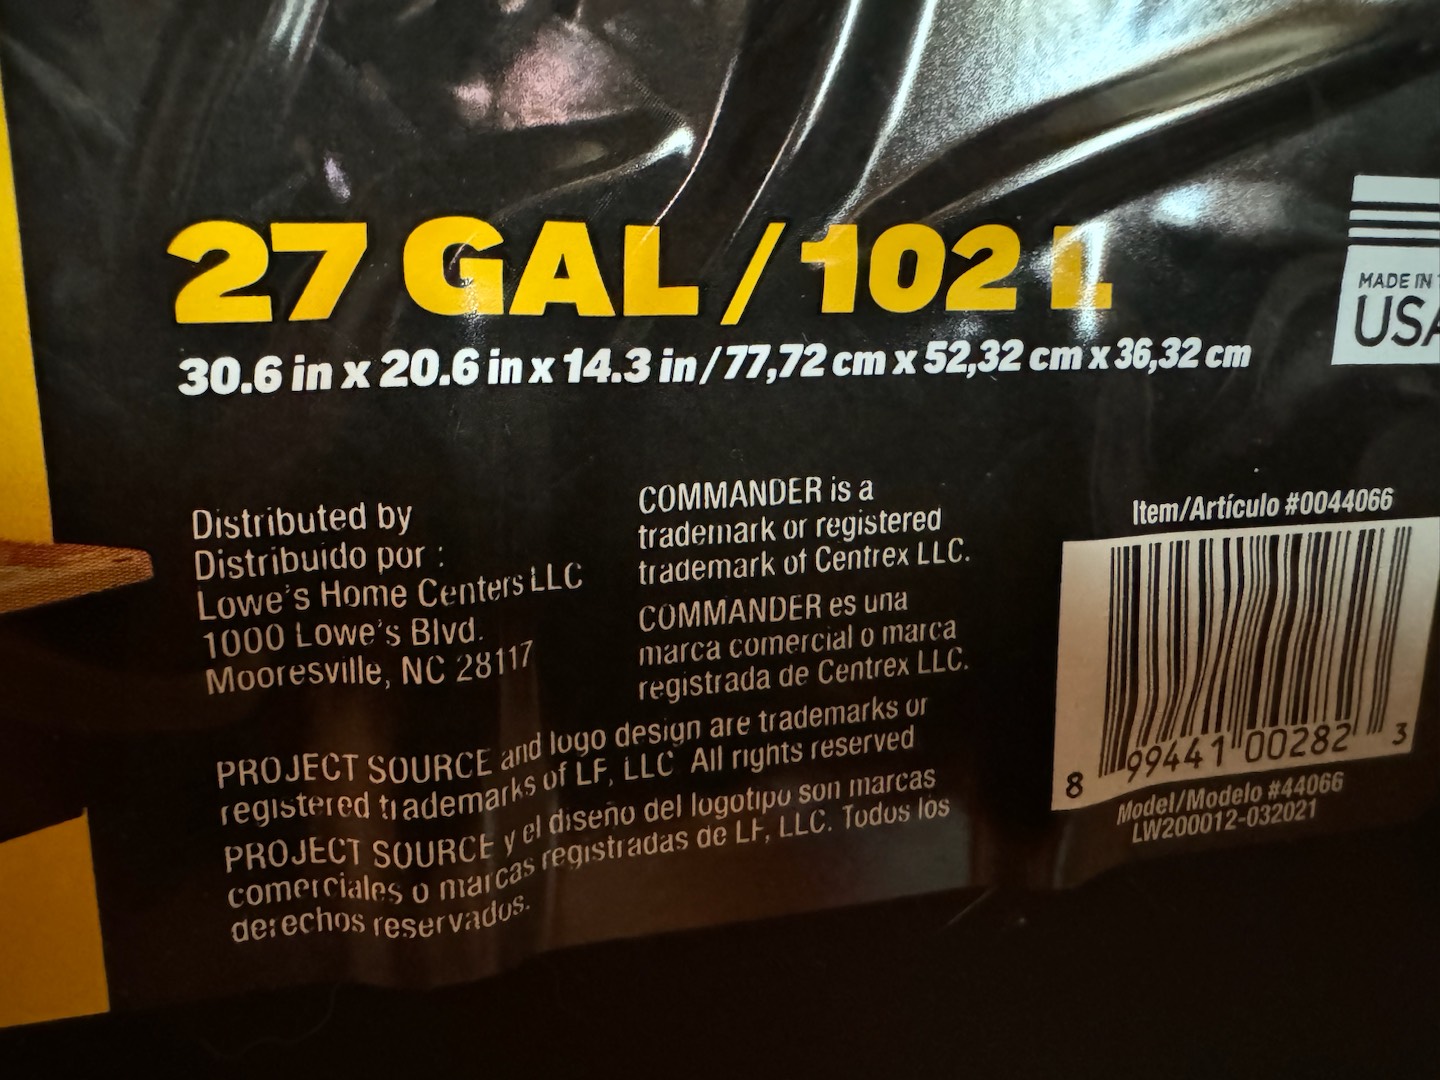 27 GAL / 102 L
30.6 in x 20.6 in x 14.3 in / 77,72 cm x 52,32 cm x 36,32 cm
MADE IN
USA
Distributed by
Distribuido por :
Lowe's Home Centers LLC
1000 Lowe's Blvd.
Mooresville, NC 28117
COMMANDER is a
trademark or registered
trademark of Centrex LLC.
COMMANDER es una
marca comercial o marca
registrada de Centrex LLC.
PROJECT SOURCE and logo design are trademarks or
registered trademarks of LF, LLC All rights reserved
PROJECT SOURCE y el diseño del logotipo son marcas
comerciales o marcas registradas de LF, LLC. Todos los
derechos reservados.
Item/Artículo #0044066
8 99441 00282 3
Model/Modelo #44066
LW200012-032021